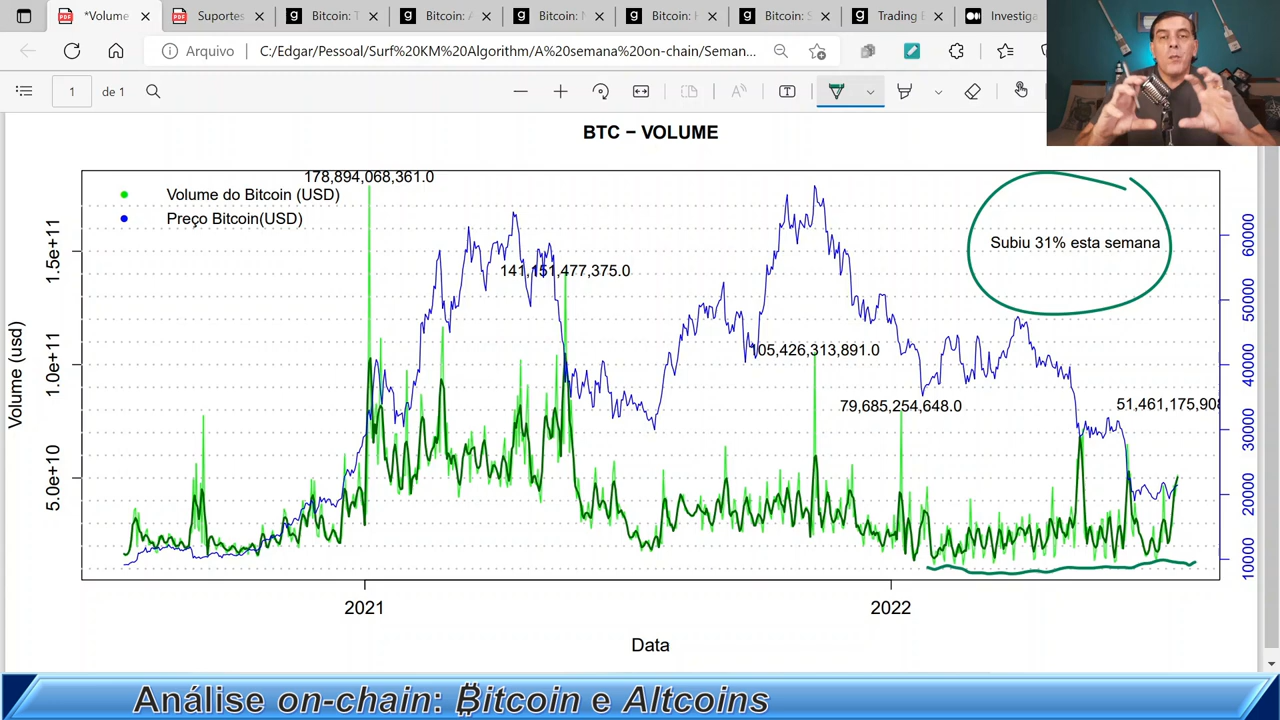 *Volume
Suportes
Bitcoin: T
Bitcoin: 
Bitcoin: 
Bitcoin: 
Bitcoin: 
Trading
Investiga
Arquivo
C:/Edgar/Pessoal/Surf%20KM%20Algorithm/A%20semana%20on-chain/Seman...
1
de 1
BTC − VOLUME
178,894,068,361.0
Volume do Bitcoin (USD)
Preço Bitcoin(USD)
Subiu 31% esta semana
141,151,477,375.0
105,426,313,891.0
79,685,254,648.0
51,461,175,908
Volume (usd)
1.5e+11
1.0e+11
5.0e+10
60000
50000
40000
30000
20000
10000
2021
2022
Data
Análise on-chain: ₿itcoin e Altcoins